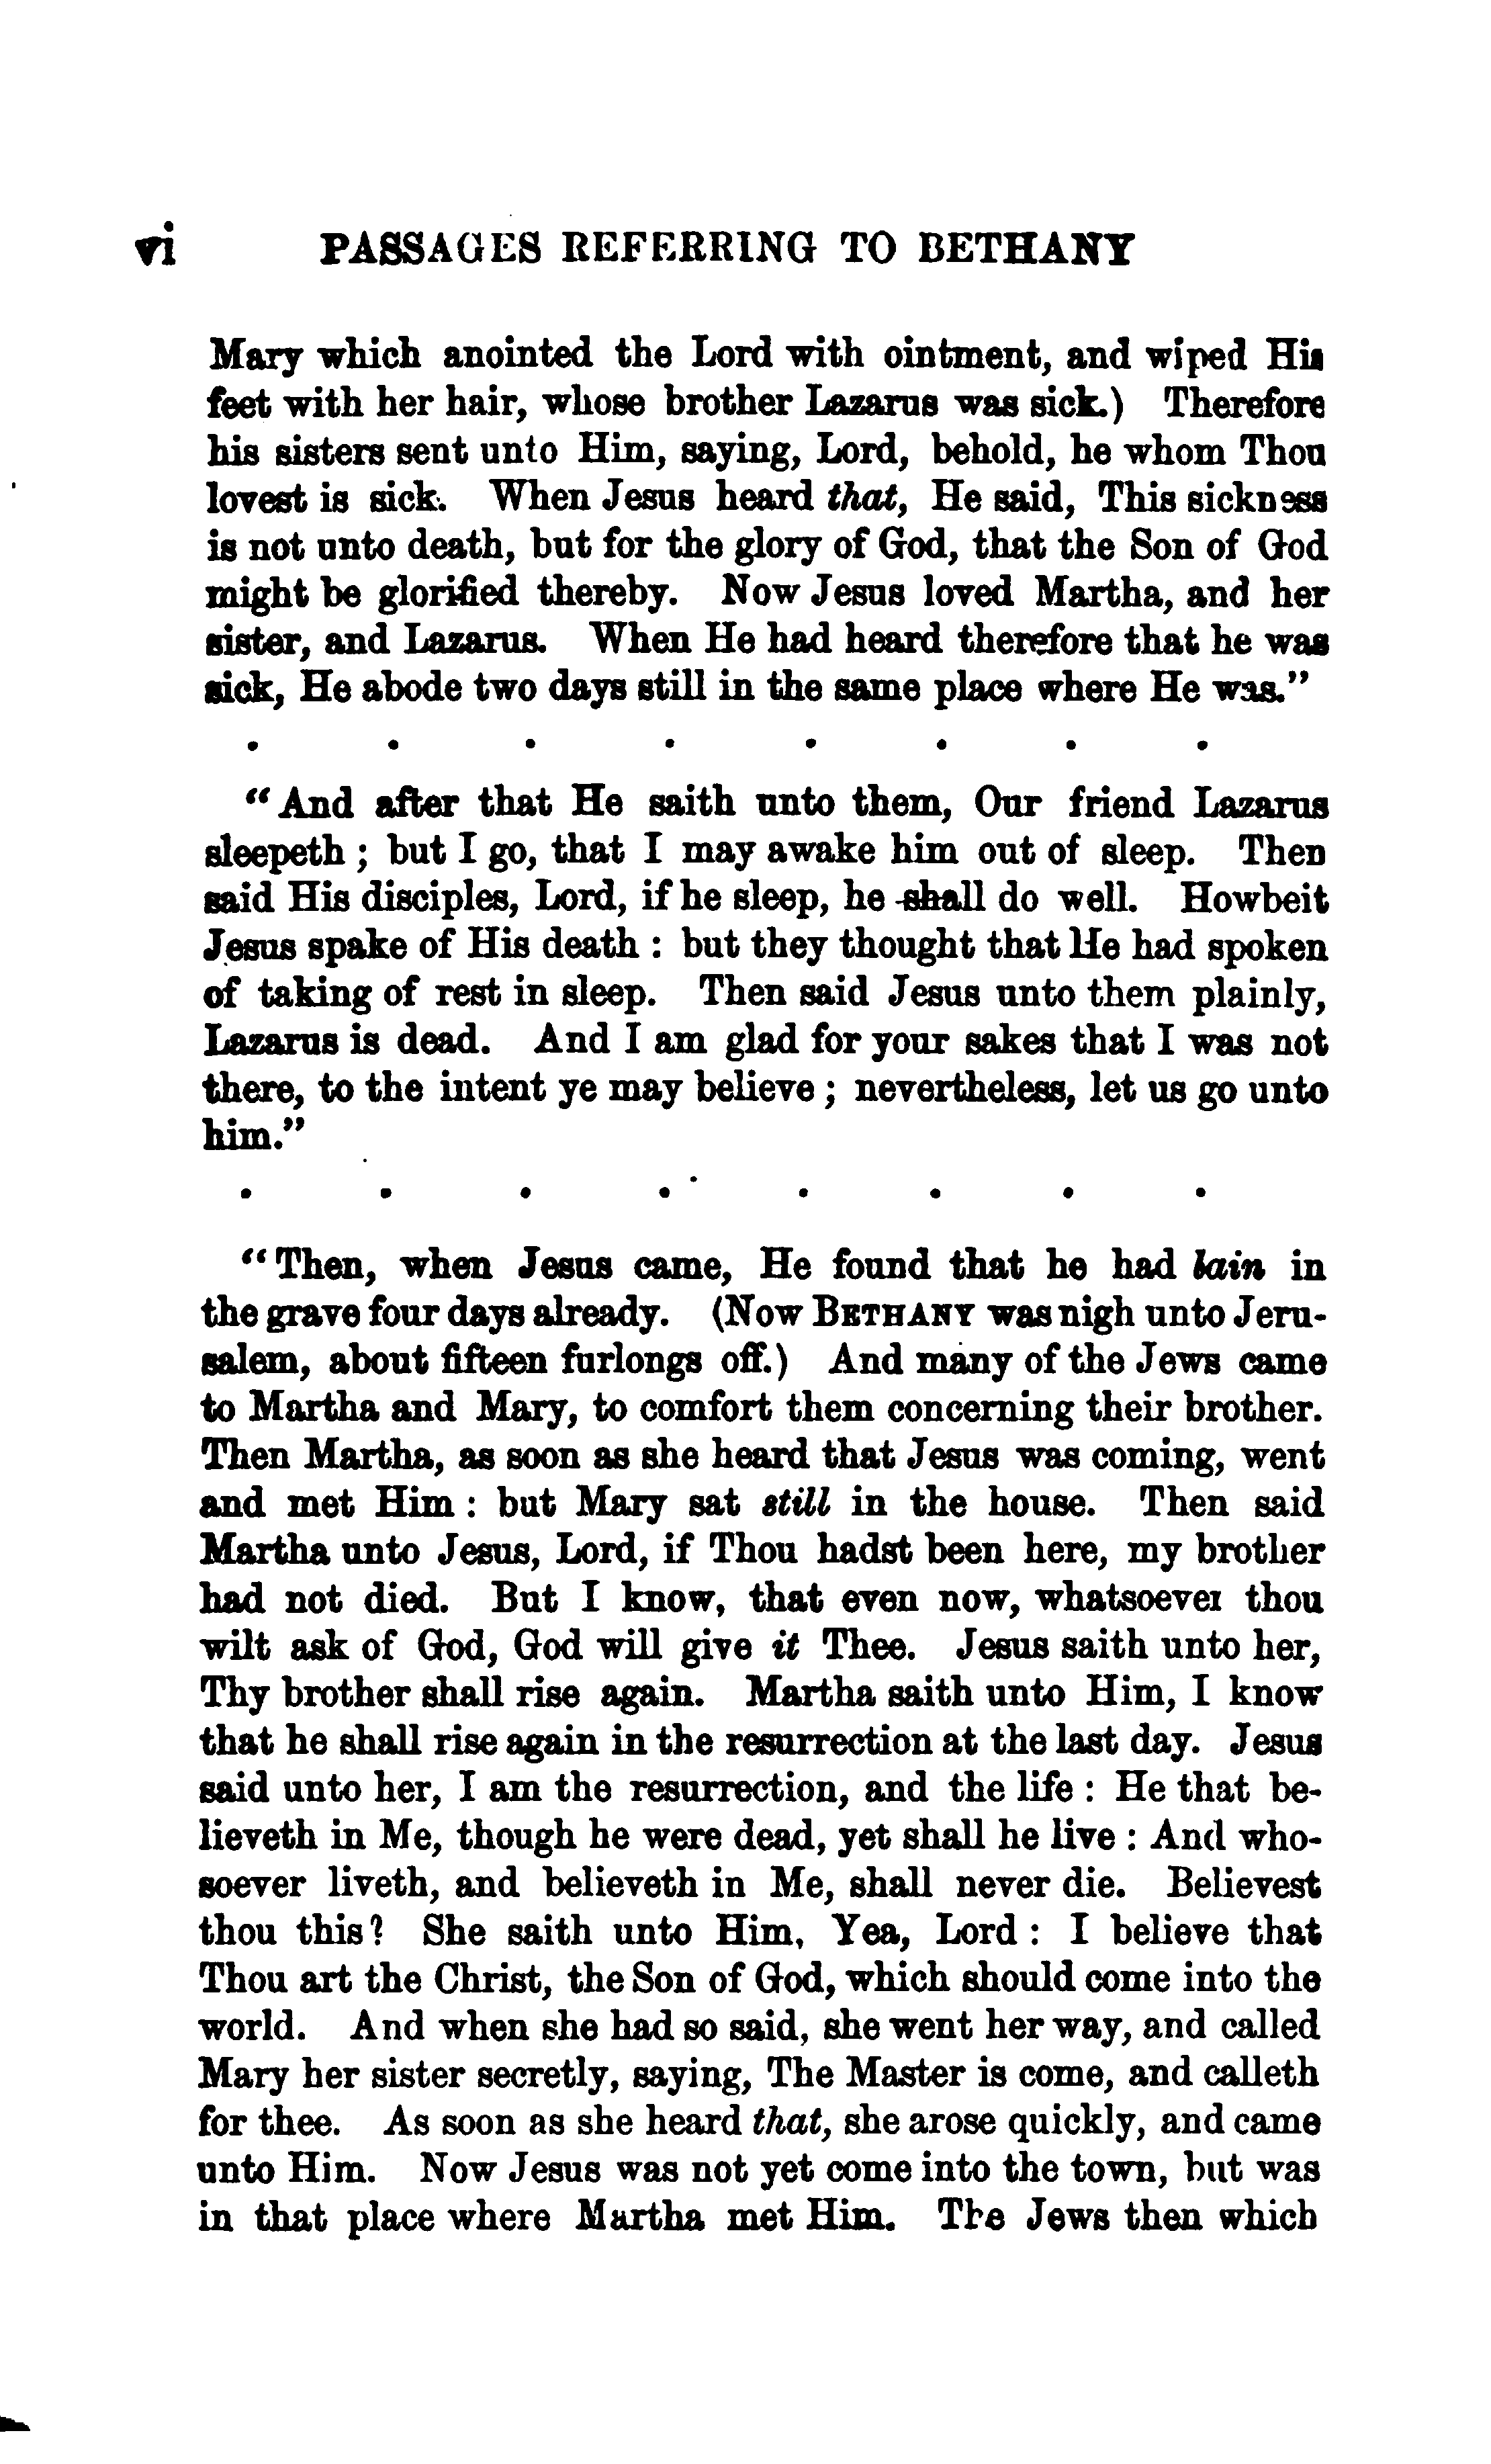 vi PASSAGES REFERRING TO BETHANY
Mary which anointed the Lord with ointment, and wiped His
feet with her hair, whose brother Lazarus was sick.) Therefore
his sisters sent unto Him, saying, Lord, behold, he whom Thou
lovest is sick. When Jesus heard that, He said, This sickness
is not unto death, but for the glory of God, that the Son of God
might be glorified thereby. Now Jesus loved Martha, and her
sister, and Lazarus. When He had heard therefore that he was
sick, He abode two days still in the same place where He was."
. . . . . . . .
"And after that He saith unto them, Our friend Lazarus
sleepeth; but I go, that I may awake him out of sleep. Then
said His disciples, Lord, if he sleep, he shall do well. Howbeit
Jesus spake of His death: but they thought that He had spoken
of taking of rest in sleep. Then said Jesus unto them plainly,
Lazarus is dead. And I am glad for your sakes that I was not
there, to the intent ye may believe; nevertheless, let us go unto
him."
. . . . . . . .
"Then, when Jesus came, He found that he had lain in
the grave four days already. (Now BETHANY was nigh unto Jeru-
salem, about fifteen furlongs off.) And many of the Jews came
to Martha and Mary, to comfort them concerning their brother.
Then Martha, as soon as she heard that Jesus was coming, went
and met Him: but Mary sat still in the house. Then said
Martha unto Jesus, Lord, if Thou hadst been here, my brother
had not died. But I know, that even now, whatsoever thou
wilt ask of God, God will give it Thee. Jesus saith unto her,
Thy brother shall rise again. Martha saith unto Him, I know
that he shall rise again in the resurrection at the last day. Jesus
said unto her, I am the resurrection, and the life: He that be-
lieveth in Me, though he were dead, yet shall he live: And who-
soever liveth, and believeth in Me, shall never die. Believest
thou this? She saith unto Him, Yea, Lord: I believe that
Thou art the Christ, the Son of God, which should come into the
world. And when she had so said, she went her way, and called
Mary her sister secretly, saying, The Master is come, and calleth
for thee. As soon as she heard that, she arose quickly, and came
unto Him. Now Jesus was not yet come into the town, but was
in that place where Martha met Him. The Jews then which